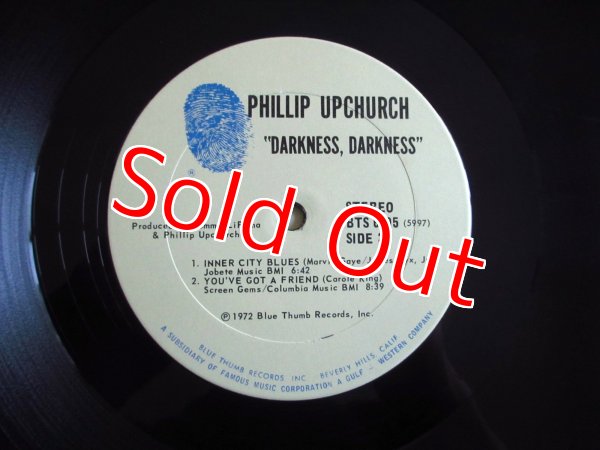 PHILLIP UPCHURCH
"DARKNESS, DARKNESS"
®
STEREO
BTS (5997)
SIDE
Produced
& Phillip Upchurch
1. INNER CITY BLUES (Marvin Gaye/
Jobete Music BMI 6:42
2. YOU'VE GOT A FRIEND (Carole King)
Screen Gems/Columbia Music BMI 8:39
℗ 1972 Blue Thumb Records, Inc.
BLUE THUMB RECORDS, INC. BEVERLY HILLS, CALIF.
A SUBSIDIARY OF FAMOUS MUSIC CORPORATION A GULF + WESTERN COMPANY
Sold Out